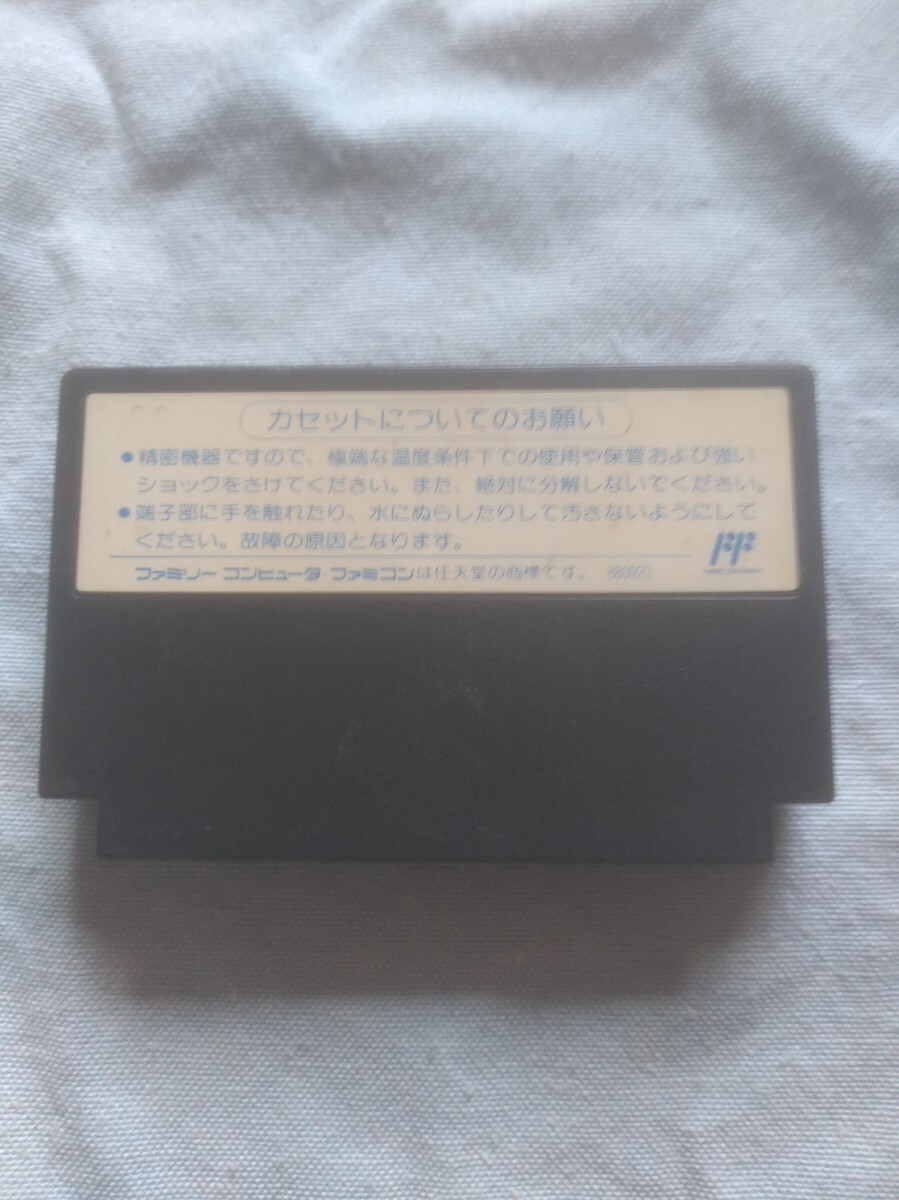 カセットについてのお願い
●精密機器ですので、極端な温度条件下での使用や保管および強い
ショックをさけてください。また、絶対に分解しないでください。
●端子部に手を触れたり、水にぬらしたりして汚さないようにして
ください。故障の原因となります。
ファミリーコンピュータ ファミコンは任天堂の商標です。 880920